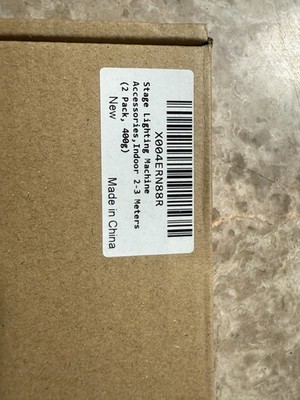 X004ERN88R
Stage Lighting Machine
Accessories,Indoor 2-3 Meters
(2 Pack, 400g)
New
Made in China